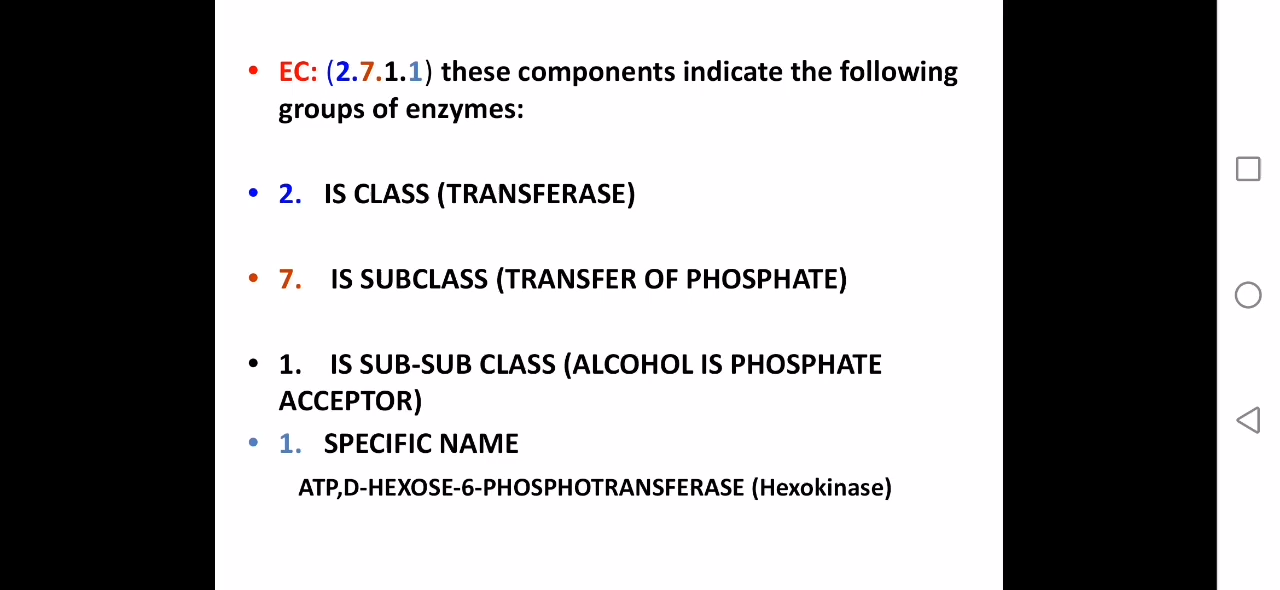 • EC: (2.7.1.1) these components indicate the following
groups of enzymes:
• 2. IS CLASS (TRANSFERASE)
• 7. IS SUBCLASS (TRANSFER OF PHOSPHATE)
• 1. IS SUB-SUB CLASS (ALCOHOL IS PHOSPHATE
ACCEPTOR)
• 1. SPECIFIC NAME
ATP,D-HEXOSE-6-PHOSPHOTRANSFERASE (Hexokinase)